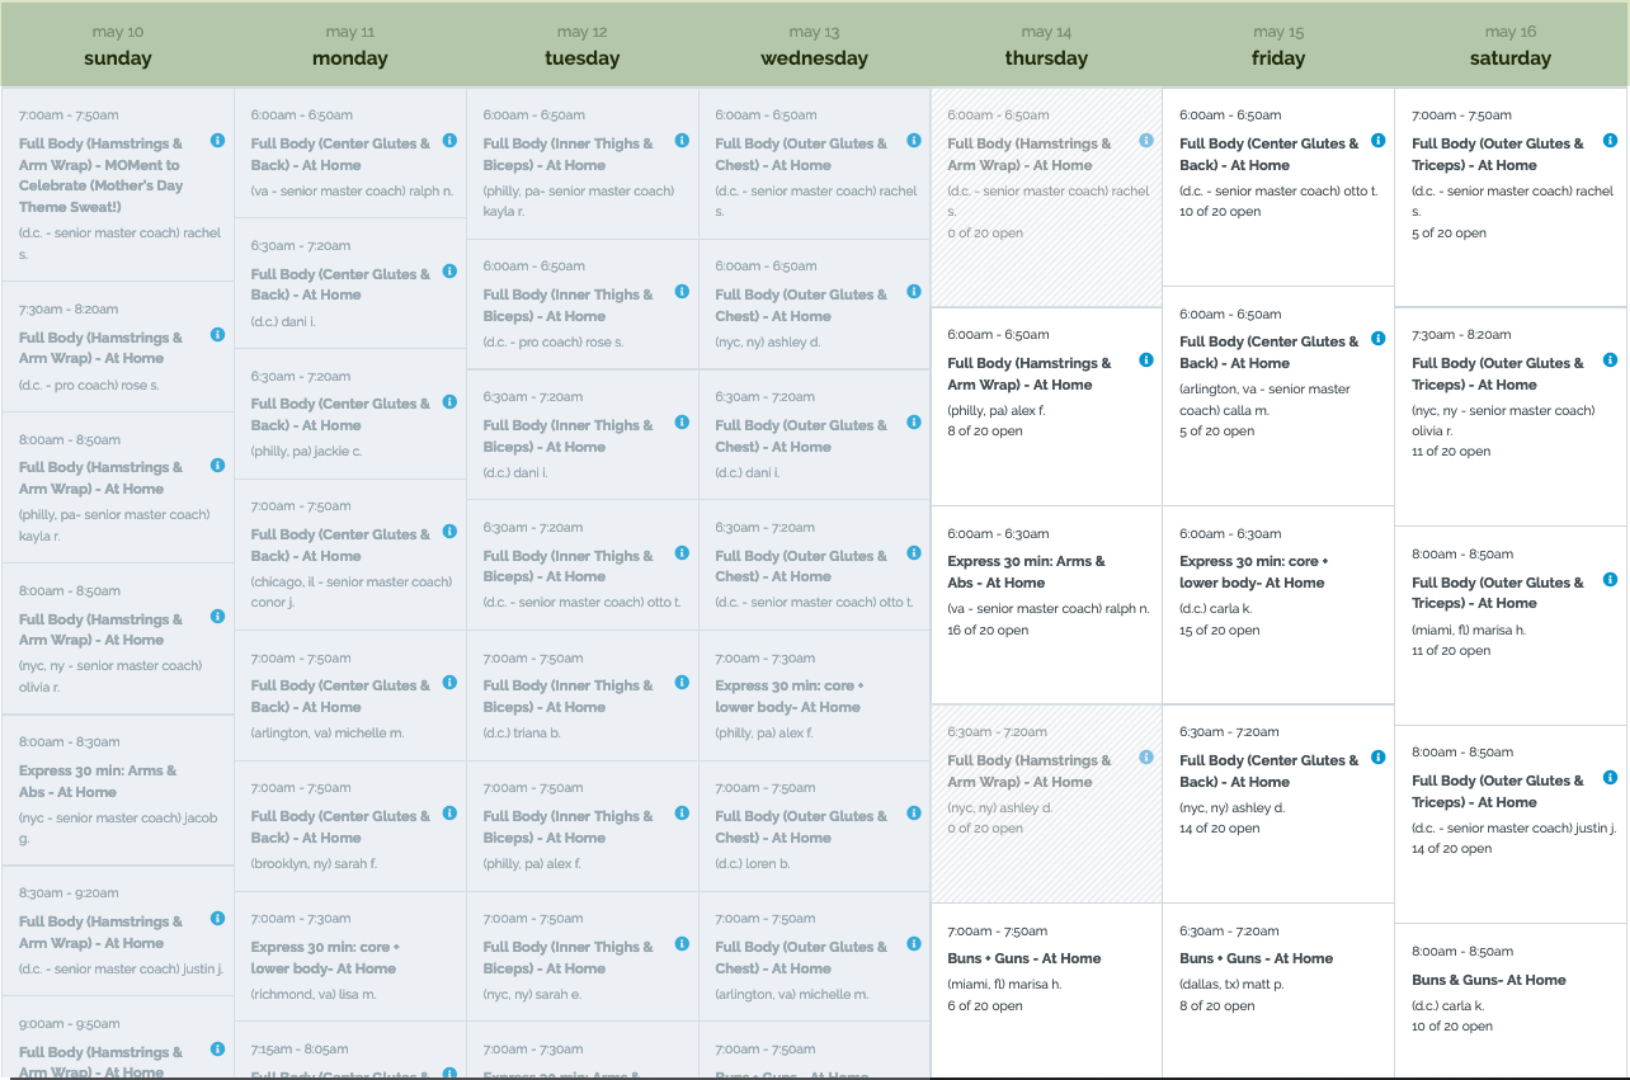 may 10
sunday
7:00am - 7:50am
Full Body (Hamstrings &
Arm Wrap) - MOMent to
Celebrate (Mother's Day
Theme Sweat!)
(d.c. - senior master coach) rachel
s.
7:30am - 8:20am
Full Body (Hamstrings &
Arm Wrap) - At Home
(d.c. - pro coach) rose s.
8:00am - 8:50am
Full Body (Hamstrings &
Arm Wrap) - At Home
(philly, pa- senior master coach)
kayla r.
8:00am - 8:50am
Full Body (Hamstrings &
Arm Wrap) - At Home
(nyc, ny - senior master coach)
olivia r.
8:00am - 8:30am
Express 30 min: Arms &
Abs - At Home
(nyc - senior master coach) jacob
g.
8:30am - 9:20am
Full Body (Hamstrings &
Arm Wrap) - At Home
(d.c. - senior master coach) justin j.
9:00am - 9:50am
Full Body (Hamstrings &
Arm Wrap) - At Home
may 11
monday
6:00am - 6:50am
Full Body (Center Glutes &
Back) - At Home
(va - senior master coach) ralph n.
6:30am - 7:20am
Full Body (Center Glutes &
Back) - At Home
(d.c.) dani i.
6:30am - 7:20am
Full Body (Center Glutes &
Back) - At Home
(philly, pa) jackie c.
7:00am - 7:50am
Full Body (Center Glutes &
Back) - At Home
(chicago, il - senior master coach)
conor j.
7:00am - 7:50am
Full Body (Center Glutes &
Back) - At Home
(arlington, va) michelle m.
7:00am - 7:50am
Full Body (Center Glutes &
Back) - At Home
(brooklyn, ny) sarah f.
7:00am - 7:30am
Express 30 min: core +
lower body- At Home
(richmond, va) lisa m.
7:15am - 8:05am
Full Body (Center Glutes &
may 12
tuesday
6:00am - 6:50am
Full Body (Inner Thighs &
Biceps) - At Home
(philly, pa- senior master coach)
kayla r.
6:00am - 6:50am
Full Body (Inner Thighs &
Biceps) - At Home
(d.c. - pro coach) rose s.
6:30am - 7:20am
Full Body (Inner Thighs &
Biceps) - At Home
(d.c.) dani i.
6:30am - 7:20am
Full Body (Inner Thighs &
Biceps) - At Home
(d.c. - senior master coach) otto t.
7:00am - 7:50am
Full Body (Inner Thighs &
Biceps) - At Home
(d.c.) triana b.
7:00am - 7:50am
Full Body (Inner Thighs &
Biceps) - At Home
(philly, pa) alex f.
7:00am - 7:50am
Full Body (Inner Thighs &
Biceps) - At Home
(nyc, ny) sarah e.
7:00am - 7:30am
Express 30 min: Arms &
may 13
wednesday
6:00am - 6:50am
Full Body (Outer Glutes &
Chest) - At Home
(d.c. - senior master coach) rachel
s.
6:00am - 6:50am
Full Body (Outer Glutes &
Chest) - At Home
(nyc, ny) ashley d.
6:30am - 7:20am
Full Body (Outer Glutes &
Chest) - At Home
(d.c.) dani i.
6:30am - 7:20am
Full Body (Outer Glutes &
Chest) - At Home
(d.c. - senior master coach) otto t.
7:00am - 7:30am
Express 30 min: core +
lower body- At Home
(philly, pa) alex f.
7:00am - 7:50am
Full Body (Outer Glutes &
Chest) - At Home
(d.c.) loren b.
7:00am - 7:50am
Full Body (Outer Glutes &
Chest) - At Home
(arlington, va) michelle m.
7:00am - 7:50am
Buns + Guns - At Home
may 14
thursday
6:00am - 6:50am
Full Body (Hamstrings &
Arm Wrap) - At Home
(d.c. - senior master coach) rachel
s.
0 of 20 open
6:00am - 6:50am
Full Body (Hamstrings &
Arm Wrap) - At Home
(philly, pa) alex f.
8 of 20 open
6:00am - 6:30am
Express 30 min: Arms &
Abs - At Home
(va - senior master coach) ralph n.
16 of 20 open
6:30am - 7:20am
Full Body (Hamstrings &
Arm Wrap) - At Home
(nyc, ny) ashley d.
0 of 20 open
7:00am - 7:50am
Buns + Guns - At Home
(miami, fl) marisa h.
6 of 20 open
may 15
friday
6:00am - 6:50am
Full Body (Center Glutes &
Back) - At Home
(d.c. - senior master coach) otto t.
10 of 20 open
6:00am - 6:50am
Full Body (Center Glutes &
Back) - At Home
(arlington, va - senior master
coach) calla m.
5 of 20 open
6:00am - 6:30am
Express 30 min: core +
lower body- At Home
(d.c.) carla k.
15 of 20 open
6:30am - 7:20am
Full Body (Center Glutes &
Back) - At Home
(nyc, ny) ashley d.
14 of 20 open
6:30am - 7:20am
Buns + Guns - At Home
(dallas, tx) matt p.
8 of 20 open
may 16
saturday
7:00am - 7:50am
Full Body (Outer Glutes &
Triceps) - At Home
(d.c. - senior master coach) rachel
s.
5 of 20 open
7:30am - 8:20am
Full Body (Outer Glutes &
Triceps) - At Home
(nyc, ny - senior master coach)
olivia r.
11 of 20 open
8:00am - 8:50am
Full Body (Outer Glutes &
Triceps) - At Home
(miami, fl) marisa h.
11 of 20 open
8:00am - 8:50am
Full Body (Outer Glutes &
Triceps) - At Home
(d.c. - senior master coach) justin j.
14 of 20 open
8:00am - 8:50am
Buns & Guns- At Home
(d.c.) carla k.
10 of 20 open